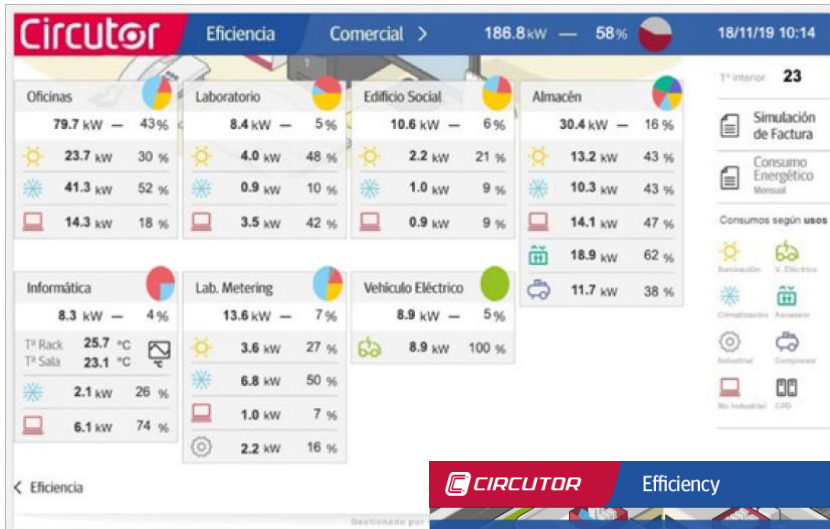 Circutor Eficiencia Comercial > 186.8 kW — 58% 18/11/19 10:14
Tª interior 23
Oficinas
79.7 kW — 43%
23.7 kW 30 %
41.3 kW 52 %
14.3 kW 18 %
Laboratorio
8.4 kW — 5%
4.0 kW 48 %
0.9 kW 10 %
3.5 kW 42 %
Edificio Social
10.6 kW — 6%
2.2 kW 21 %
1.0 kW 9 %
0.9 kW 9 %
Almacén
30.4 kW — 16%
13.2 kW 43 %
10.3 kW 43 %
14.1 kW 47 %
18.9 kW 62 %
11.7 kW 38 %
Informática
8.3 kW — 4%
Tª Rack 25.7 °C
Tª Sala 23.1 °C
°C
2.1 kW 26 %
6.1 kW 74 %
Lab. Metering
13.6 kW — 7%
3.6 kW 27 %
6.8 kW 50 %
1.0 kW 7 %
2.2 kW 16 %
Vehículo Eléctrico
8.9 kW — 5%
8.9 kW 100 %
Simulación
de Factura
Consumo
Energético
Mensual
Consumos según usos
Iluminación V. Eléctrico
Climatización Ascensor
Industrial Compresor
No Industrial CPD
< Eficiencia
Gestionado por
CIRCUTOR Efficiency